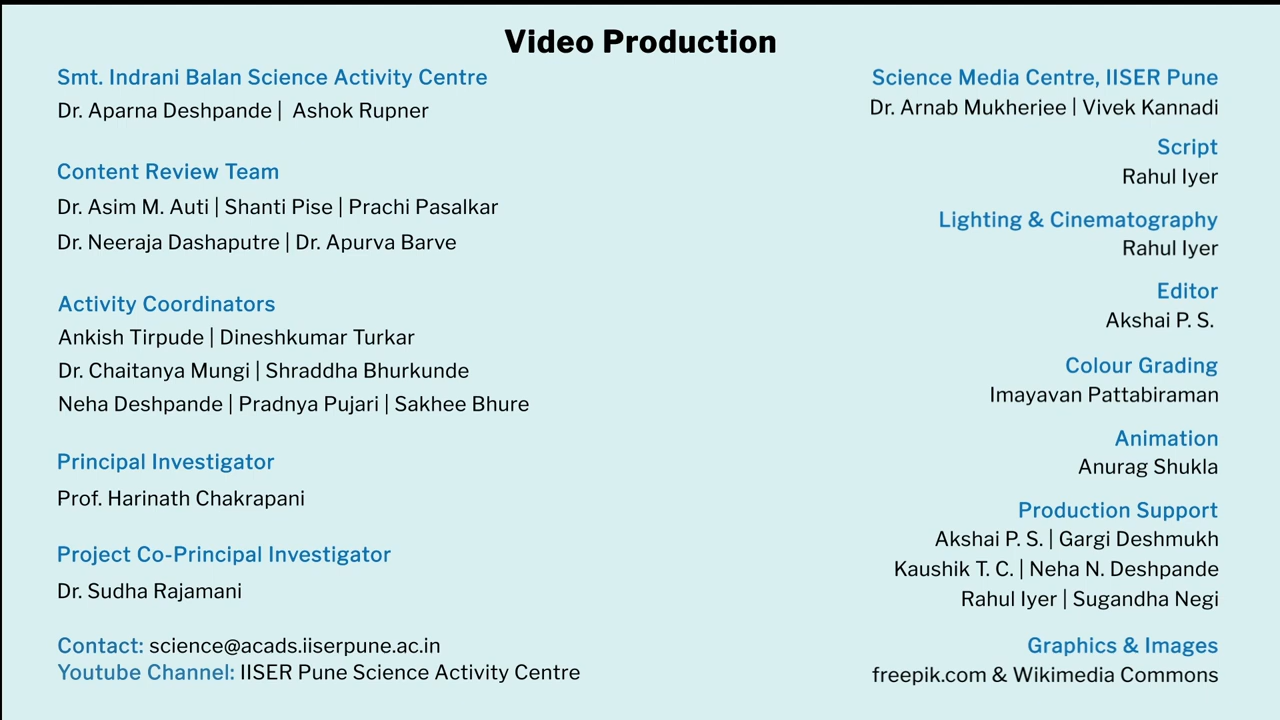 Video Production
Smt. Indrani Balan Science Activity Centre
Dr. Aparna Deshpande | Ashok Rupner
Content Review Team
Dr. Asim M. Auti | Shanti Pise | Prachi Pasalkar
Dr. Neeraja Dashaputre | Dr. Apurva Barve
Activity Coordinators
Ankish Tirpude | Dineshkumar Turkar
Dr. Chaitanya Mungi | Shraddha Bhurkunde
Neha Deshpande | Pradnya Pujari | Sakhee Bhure
Principal Investigator
Prof. Harinath Chakrapani
Project Co-Principal Investigator
Dr. Sudha Rajamani
Contact: science@acads.iiserpune.ac.in
Youtube Channel: IISER Pune Science Activity Centre
Science Media Centre, IISER Pune
Dr. Arnab Mukherjee | Vivek Kannadi
Script
Rahul Iyer
Lighting & Cinematography
Rahul Iyer
Editor
Akshai P. S.
Colour Grading
Imayavan Pattabiraman
Animation
Anurag Shukla
Production Support
Akshai P. S. | Gargi Deshmukh
Kaushik T. C. | Neha N. Deshpande
Rahul Iyer | Sugandha Negi
Graphics & Images
freepik.com & Wikimedia Commons